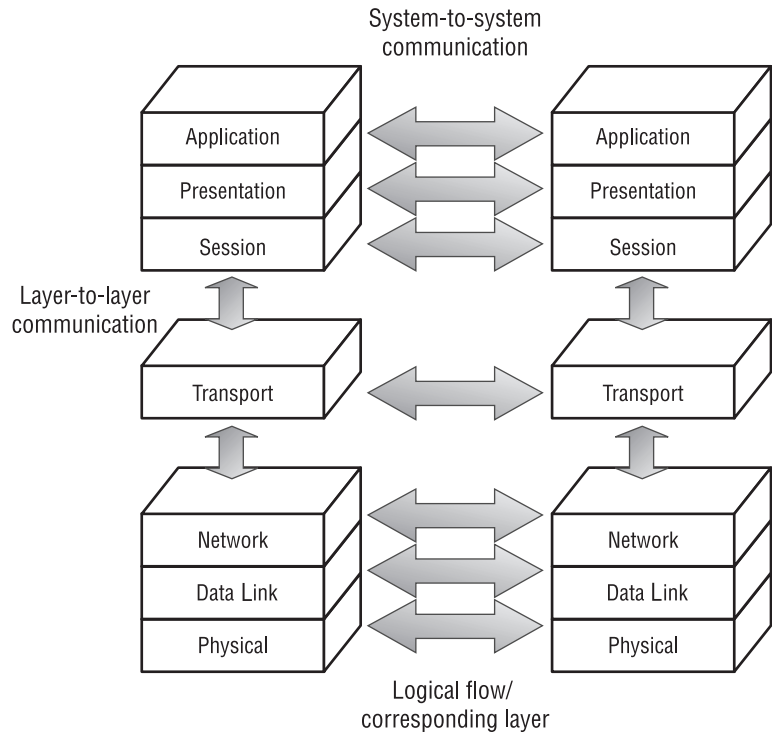 System-to-system
communication
Application
Application
Presentation
Presentation
Session
Session
Layer-to-layer
communication
Transport
Transport
Network
Network
Data Link
Data Link
Physical
Physical
Logical flow/
corresponding layer